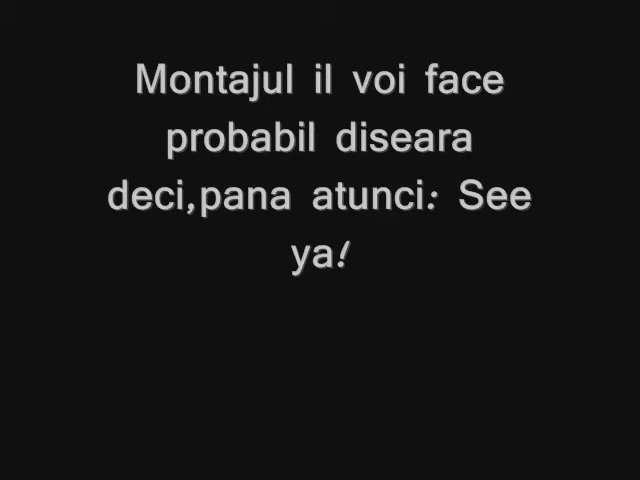 Montajul il voi face
probabil diseara
deci,pana atunci: See
ya!